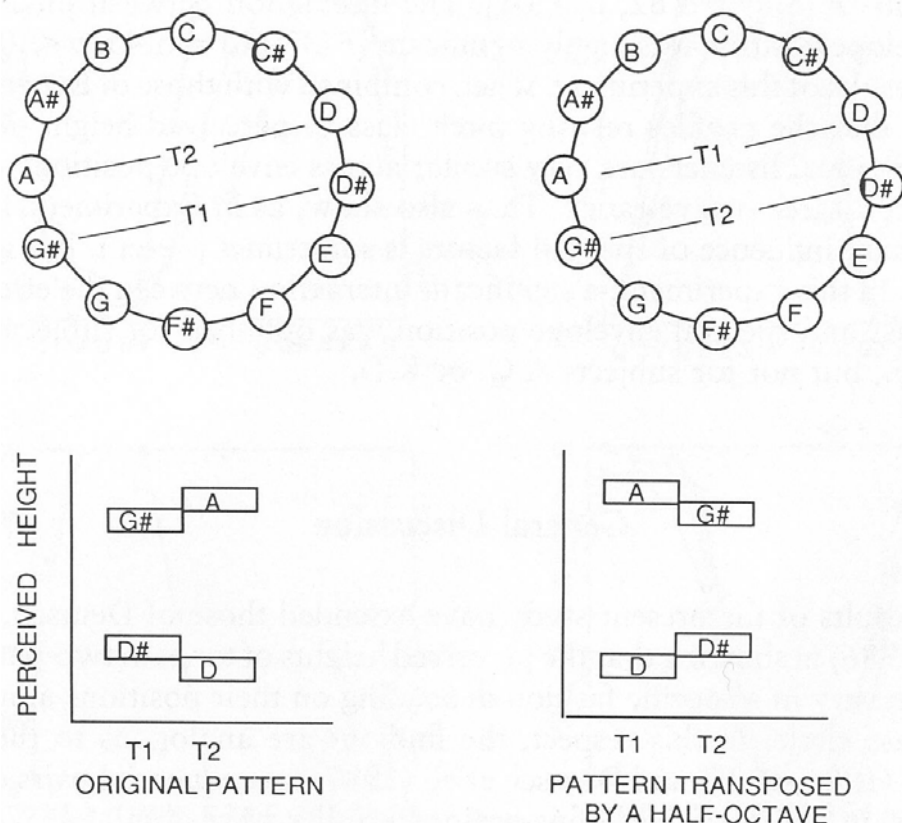 C
B
C#
A#
D
T2
A
D#
T1
G#
E
G
F
F#
C
B
C#
A#
D
T1
A
D#
T2
G#
E
G
F
F#
PERCEIVED HEIGHT
A
G#
D#
D
T1 T2
ORIGINAL PATTERN
A
G#
D#
D
T1 T2
PATTERN TRANSPOSED
BY A HALF-OCTAVE